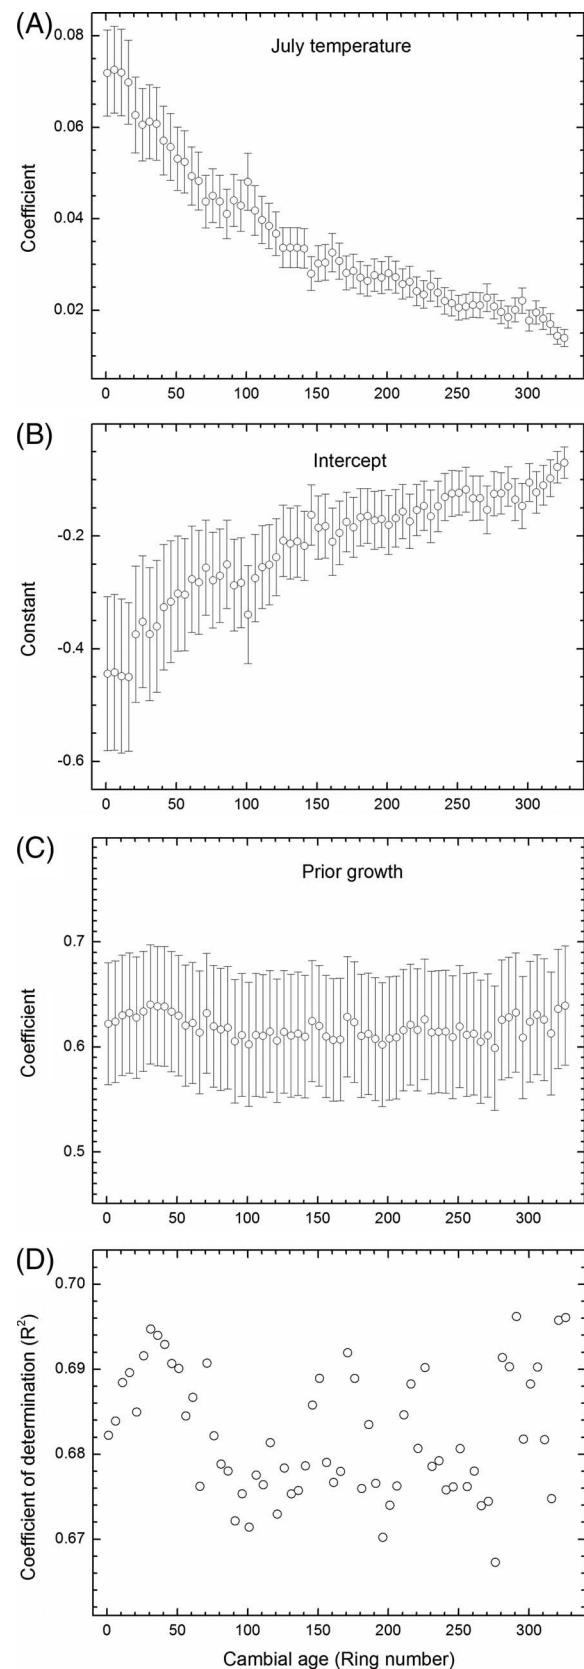 (A)
July temperature
Coefficient
0.08
0.06
0.04
0.02
0 50 100 150 200 250 300
(B)
Intercept
Constant
-0.2
-0.4
-0.6
0 50 100 150 200 250 300
(C)
Prior growth
Coefficient
0.7
0.6
0.5
0 50 100 150 200 250 300
(D)
Coefficient of determination (R²)
0.70
0.69
0.68
0.67
0 50 100 150 200 250 300
Cambial age (Ring number)